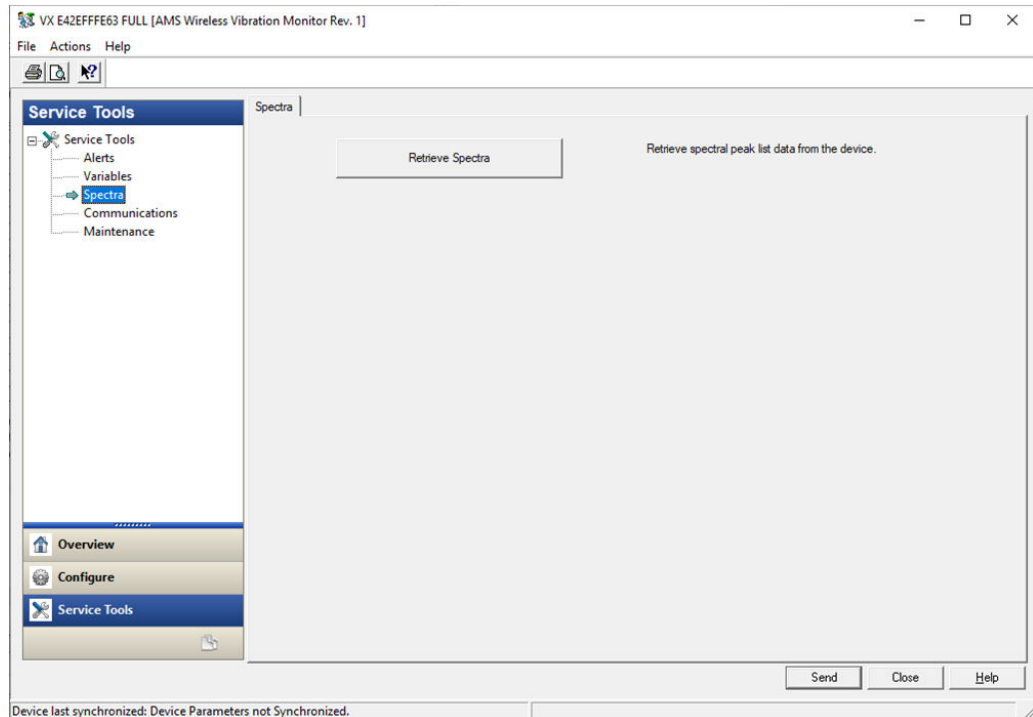 VX E42EFFFE63 FULL [AMS Wireless Vibration Monitor Rev. 1]
File Actions Help
Service Tools
Service Tools
Alerts
Variables
Spectra
Communications
Maintenance
Overview
Configure
Service Tools
Spectra
Retrieve Spectra
Retrieve spectral peak list data from the device.
Send Close Help
Device last synchronized: Device Parameters not Synchronized.